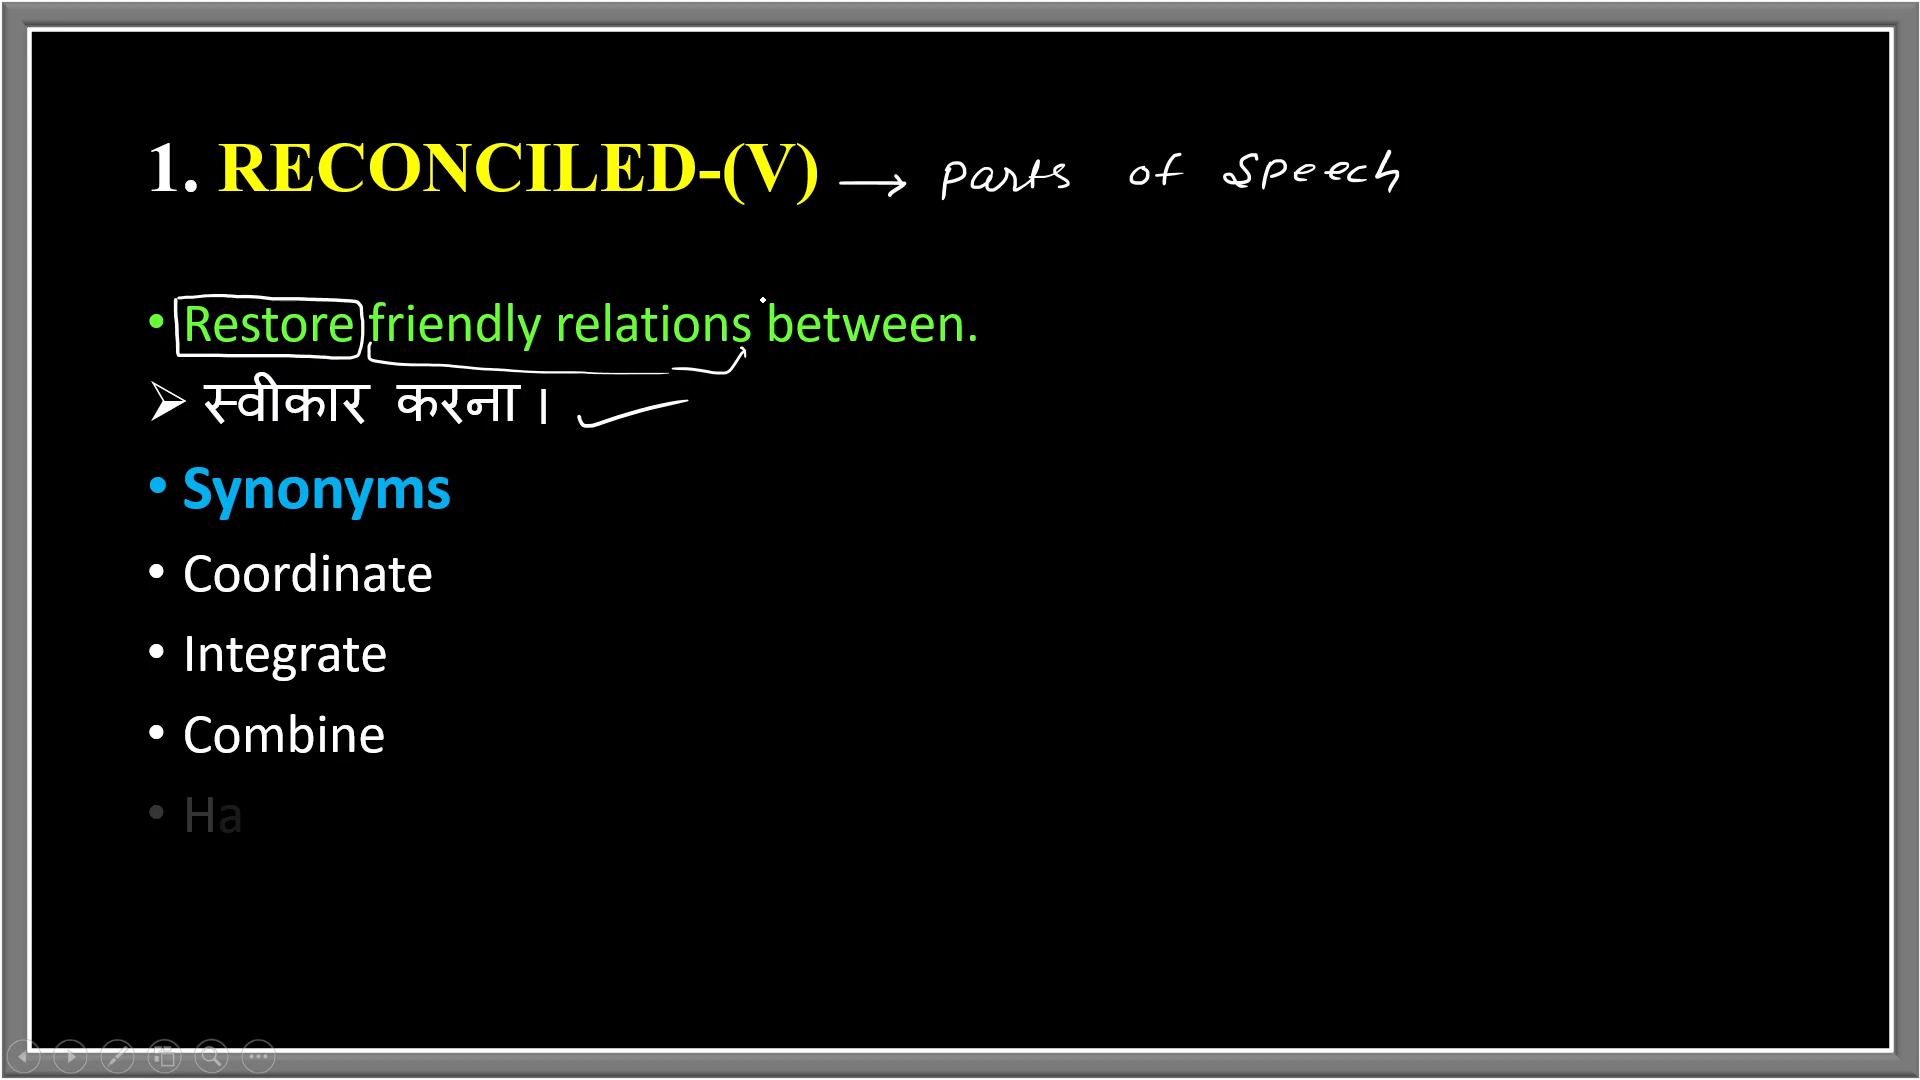 1. RECONCILED-(V) → Parts of Speech
• Restore friendly relations between.
➢ स्वीकार करना।
• Synonyms
• Coordinate
• Integrate
• Combine
• Ha